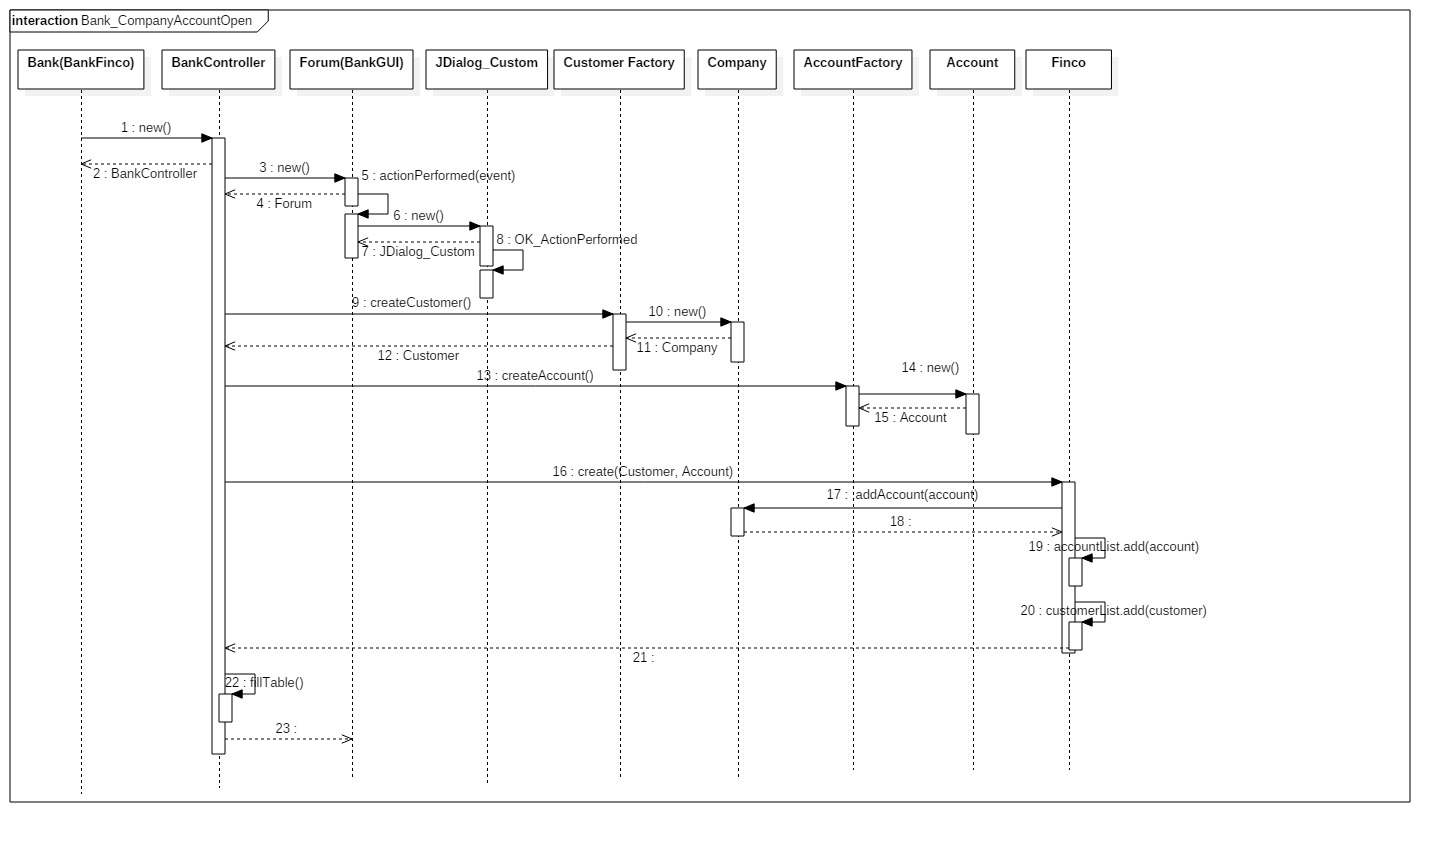 interaction Bank_CompanyAccountOpen
Bank(BankFinco)
BankController
Forum(BankGUI)
JDialog_Custom
Customer Factory
Company
AccountFactory
Account
Finco
1 : new()
2 : BankController
3 : new()
4 : Forum
5 : actionPerformed(event)
6 : new()
7 : JDialog_Custom
8 : OK_ActionPerformed
9 : createCustomer()
10 : new()
11 : Company
12 : Customer
13 : createAccount()
14 : new()
15 : Account
16 : create(Customer, Account)
17 : addAccount(account)
18 :
19 : accountList.add(account)
20 : customerList.add(customer)
21 :
22 : fillTable()
23 :